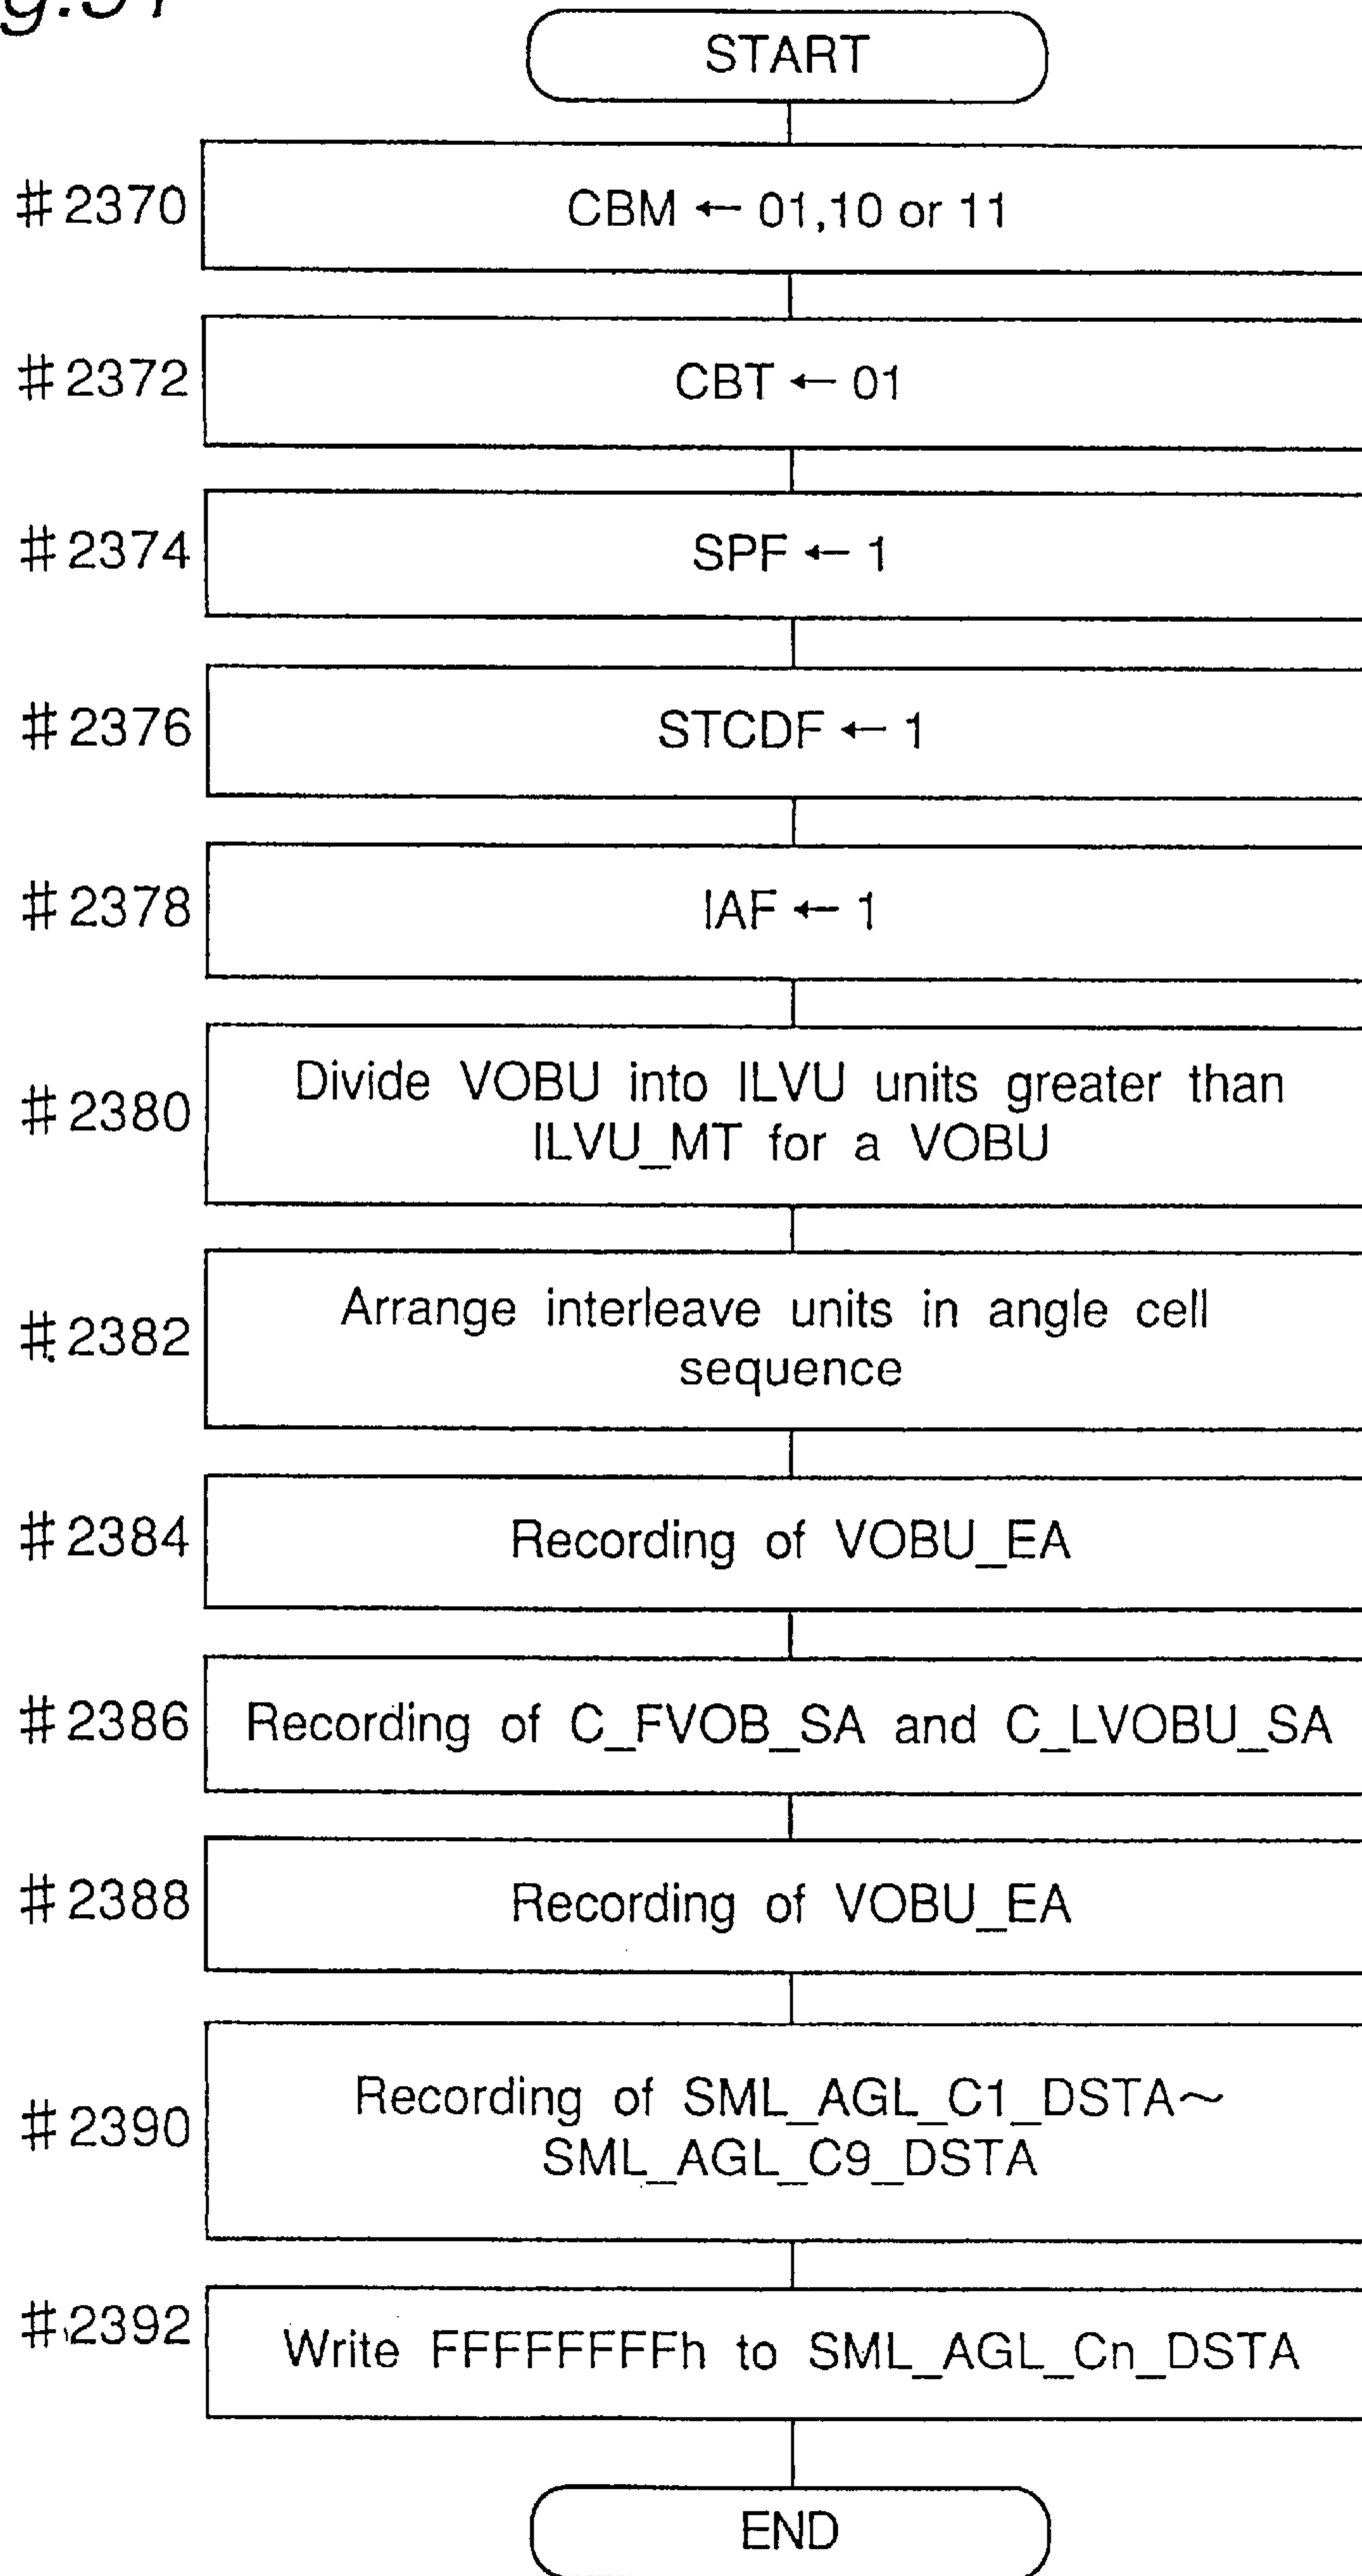 START
#2370
CBM ← 01,10 or 11
#2372
CBT ← 01
#2374
SPF ← 1
#2376
STCDF ← 1
#2378
IAF ← 1
#2380
Divide VOBU into ILVU units greater than
ILVU_MT for a VOBU
#2382
Arrange interleave units in angle cell
sequence
#2384
Recording of VOBU_EA
#2386
Recording of C_FVOB_SA and C_LVOBU_SA
#2388
Recording of VOBU_EA
#2390
Recording of SML_AGL_C1_DSTA~
SML_AGL_C9_DSTA
#2392
Write FFFFFFFFh to SML_AGL_Cn_DSTA
END